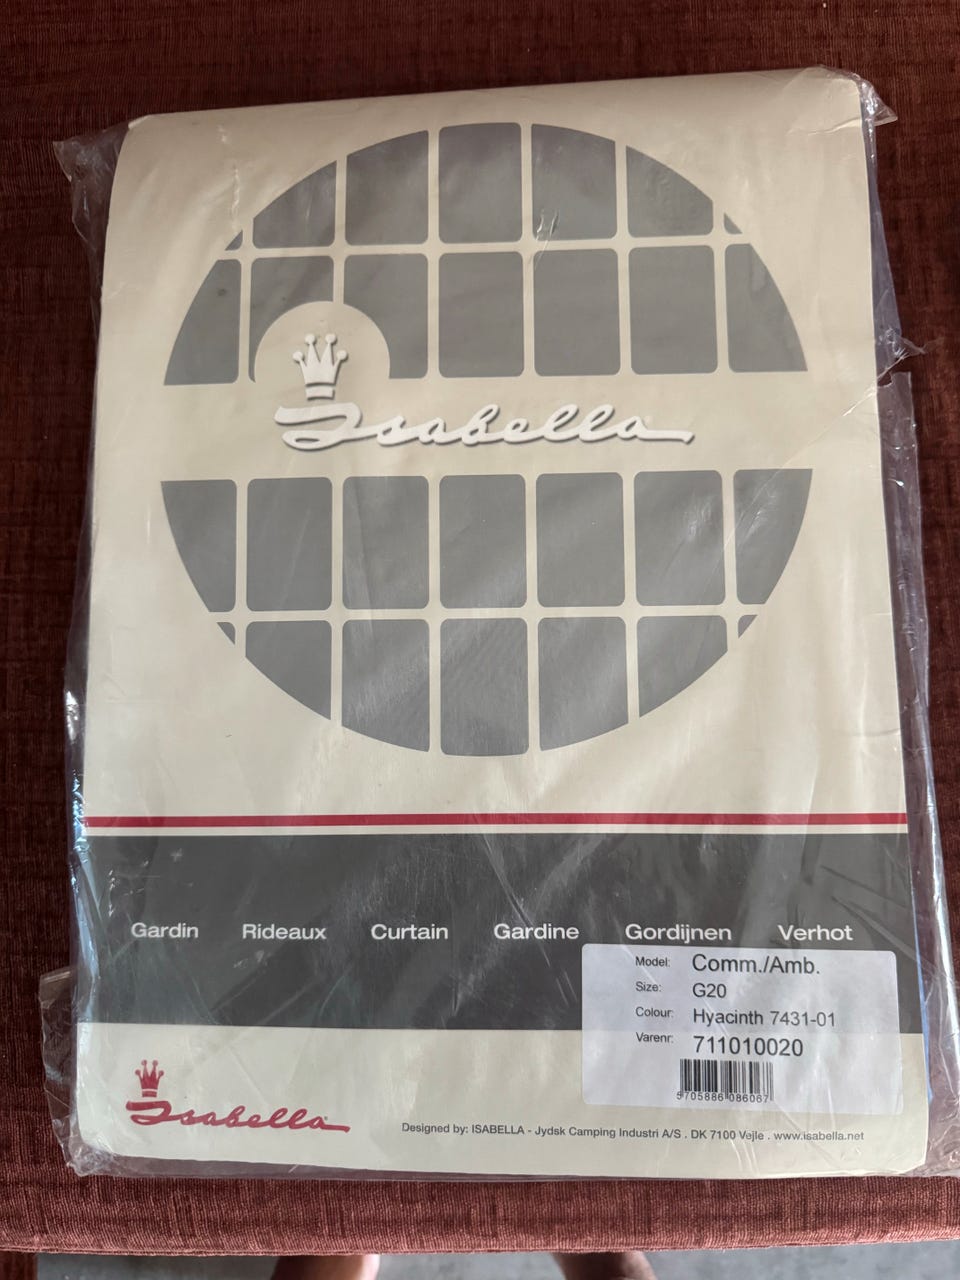 Isabella
Gardin Rideaux Curtain Gardine Gordijnen Verhot
Model: Comm./Amb.
Size: G20
Colour: Hyacinth 7431-01
Varenr: 711010020
5705886 086067
Isabella®
Designed by: ISABELLA - Jydsk Camping Industri A/S . DK 7100 Vejle . www.isabella.net